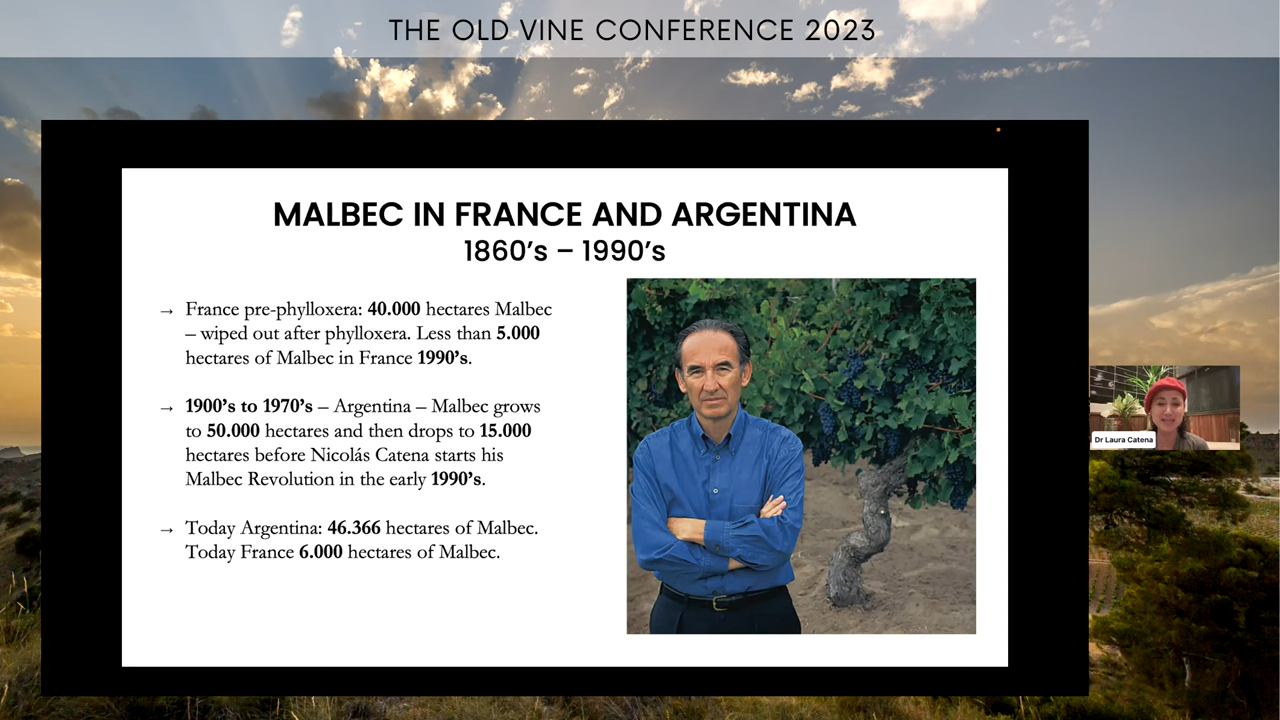 THE OLD VINE CONFERENCE 2023
MALBEC IN FRANCE AND ARGENTINA
1860’s – 1990’s
→ France pre-phylloxera: 40.000 hectares Malbec
– wiped out after phylloxera. Less than 5.000
hectares of Malbec in France 1990’s.
→ 1900’s to 1970’s – Argentina – Malbec grows
to 50.000 hectares and then drops to 15.000
hectares before Nicolás Catena starts his
Malbec Revolution in the early 1990’s.
→ Today Argentina: 46.366 hectares of Malbec.
Today France 6.000 hectares of Malbec.
Dr Laura Catena